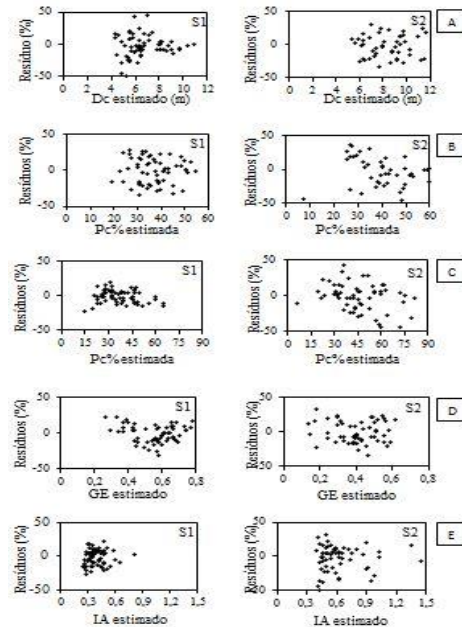 50 S1 50 S2 A
Resíduo (%) 0 Resíduos (%) 0
-50 -50
0 2 4 6 8 10 12 0 2 4 6 8 10 12
Dc estimado (m) Dc estimado (m)
50 S1 50 S2 B
Resíduos (%) 0 Resíduos (%) 0
-50 -50
0 10 20 30 40 50 60 0 10 20 30 40 50 60
Pc% estimada Pc% estimada
50 S1 50 S2 C
Resíduos (%) 0 Resíduos (%) 0
-50 -50
0 15 30 45 60 75 90 0 15 30 45 60 75 90
Pc% estimada Pc% estimada
50 S1 50 S2 D
Resíduos (%) 0 Resíduos (%) 0
-50 -50
0 0,2 0,4 0,6 0,8 0 0,2 0,4 0,6 0,8
GE estimado GE estimado
50 S1 50 S2 E
Resíduos (%) 0 Resíduos (%) 0
-50 -50
0 0,3 0,6 0,9 1,2 1,5 0 0,3 0,6 0,9 1,2 1,5
IA estimado IA estimado